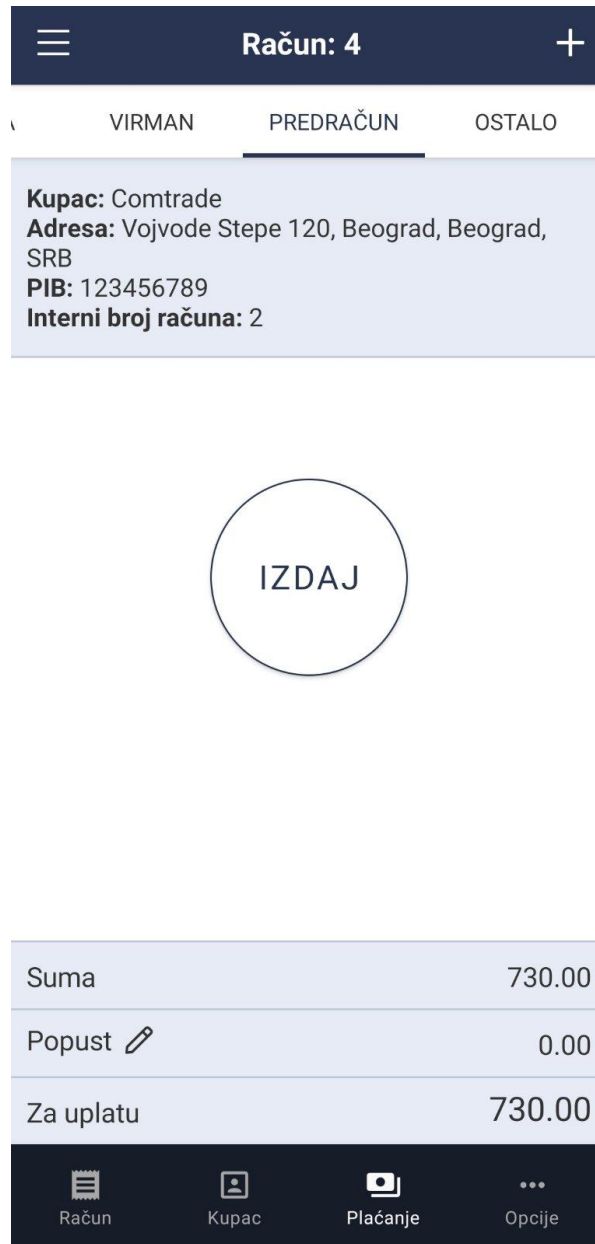 Račun: 4
VIRMAN PREDRAČUN OSTALO
Kupac: Comtrade
Adresa: Vojvode Stepe 120, Beograd, Beograd,
SRB
PIB: 123456789
Interni broj računa: 2
IZDAJ
Suma 730.00
Popust 0.00
Za uplatu 730.00
Račun Kupac Plaćanje Opcije